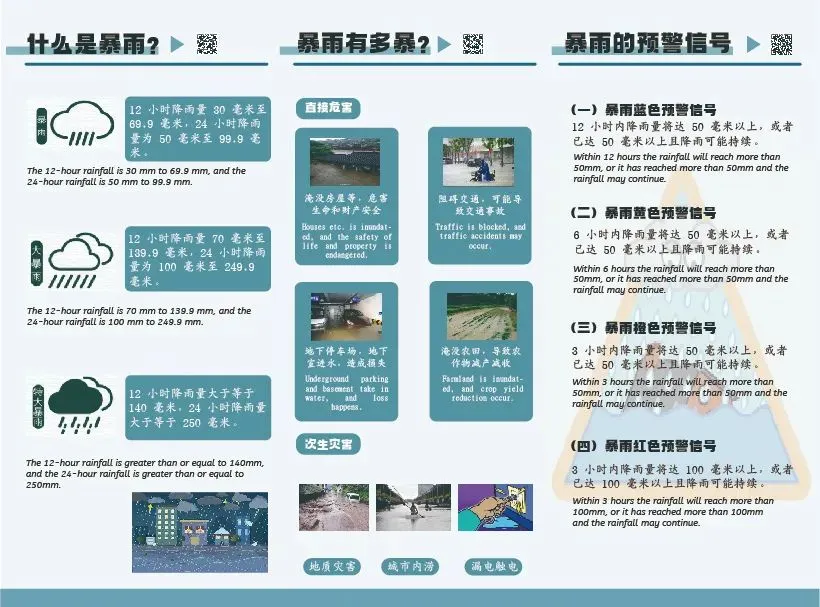 什么是暴雨?
暴雨
12 小时降雨量 30 毫米至
69.9 毫米, 24 小时降雨
量为 50 毫米至 99.9 毫
米。
The 12-hour rainfall is 30 mm to 69.9 mm, and the
24-hour rainfall is 50 mm to 99.9 mm.
大暴雨
12 小时降雨量 70 毫米至
139.9 毫米, 24 小时降雨
量为 100 毫米至 249.9
毫米。
The 12-hour rainfall is 70 mm to 139.9 mm, and the
24-hour rainfall is 100 mm to 249.9 mm.
特大暴雨
12 小时降雨量大于等于
140 毫米, 24 小时降雨量
大于等于 250 毫米。
The 12-hour rainfall is greater than or equal to 140mm,
and the 24-hour rainfall is greater than or equal to
250mm.
暴雨有多暴?
直接危害
淹没房屋等, 危害
生命和财产安全
Houses etc. is inundat-
ed, and the safety of
life and property is
endangered.
阻碍交通, 可能导
致交通事故
Traffic is blocked, and
traffic accidents may
occur.
地下停车场, 地下
室进水, 造成损失
Underground parking
and basement take in
water, and loss
happens.
淹没农田, 导致农
作物减产减收
Farmland is inundat-
ed, and crop yield
reduction occur.
次生灾害
地质灾害
城市内涝
漏电触电
暴雨的预警信号
(一) 暴雨蓝色预警信号
12 小时内降雨量将达 50 毫米以上, 或者
已达 50 毫米以上且降雨可能持续。
Within 12 hours the rainfall will reach more than
50mm, or it has reached more than 50mm and the
rainfall may continue.
(二) 暴雨黄色预警信号
6 小时内降雨量将达 50 毫米以上, 或者
已达 50 毫米以上且降雨可能持续。
Within 6 hours the rainfall will reach more than
50mm, or it has reached more than 50mm and the
rainfall may continue.
(三) 暴雨橙色预警信号
3 小时内降雨量将达 50 毫米以上, 或者
已达 50 毫米以上且降雨可能持续。
Within 3 hours the rainfall will reach more than
50mm, or it has reached more than 50mm and the
rainfall may continue.
(四) 暴雨红色预警信号
3 小时内降雨量将达 100 毫米以上, 或者
已达 100 毫米以上且降雨可能持续。
Within 3 hours the rainfall will reach more than
100mm, or it has reached more than 100mm
and the rainfall may continue.